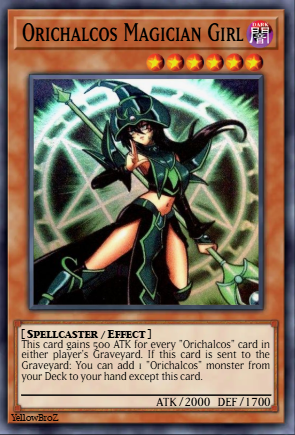 Orichalcos Magician Girl
DARK
闇
[ Spellcaster / Effect ]
This card gains 500 ATK for every "Orichalcos" card in
either player's Graveyard. If this card is sent to the
Graveyard: You can add 1 "Orichalcos" monster from
your Deck to your hand except this card.
ATK/2000 DEF/1700
YellowBroZ